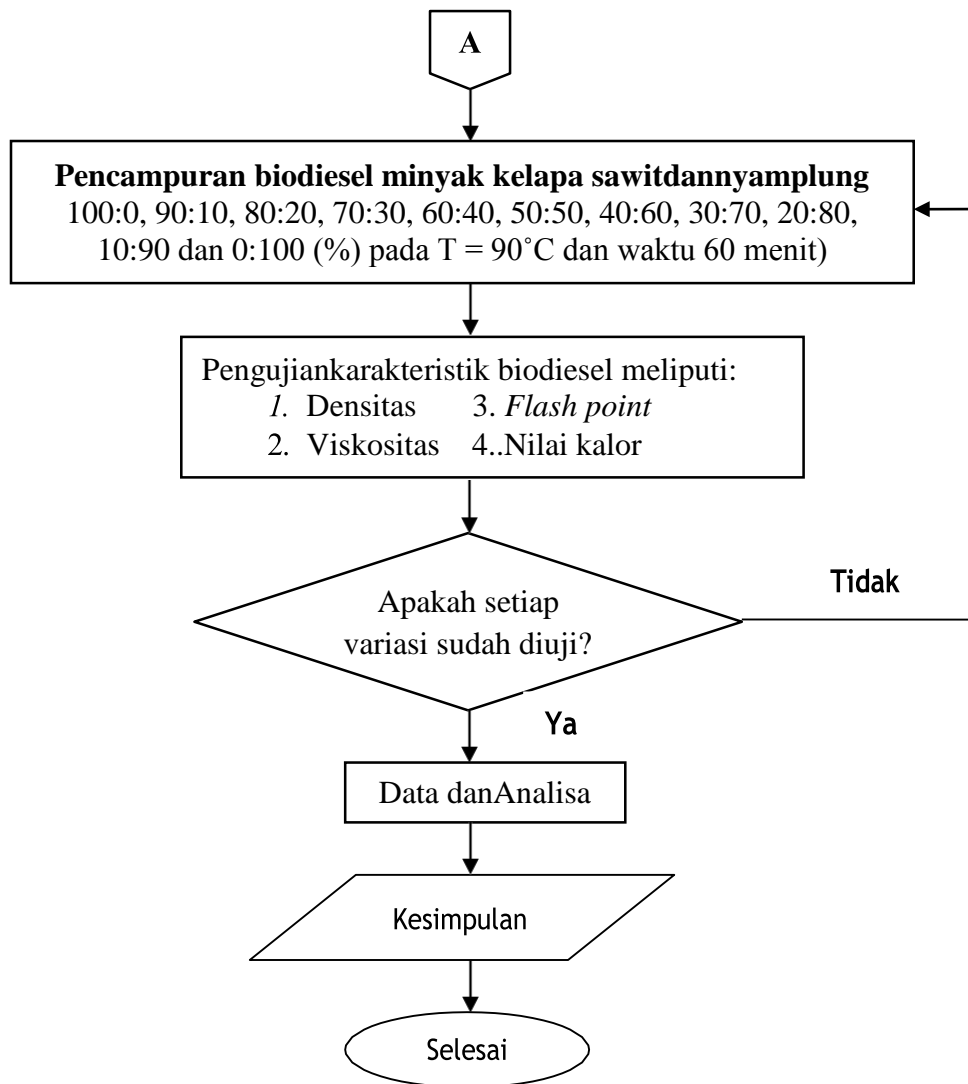 A
Pencampuran biodiesel minyak kelapa sawitdannyamplung
100:0, 90:10, 80:20, 70:30, 60:40, 50:50, 40:60, 30:70, 20:80,
10:90 dan 0:100 (%) pada T = 90˚C dan waktu 60 menit)
Pengujiankarakteristik biodiesel meliputi:
1. Densitas 3. Flash point
2. Viskositas 4..Nilai kalor
Apakah setiap
variasi sudah diuji?
Tidak
Ya
Data danAnalisa
Kesimpulan
Selesai